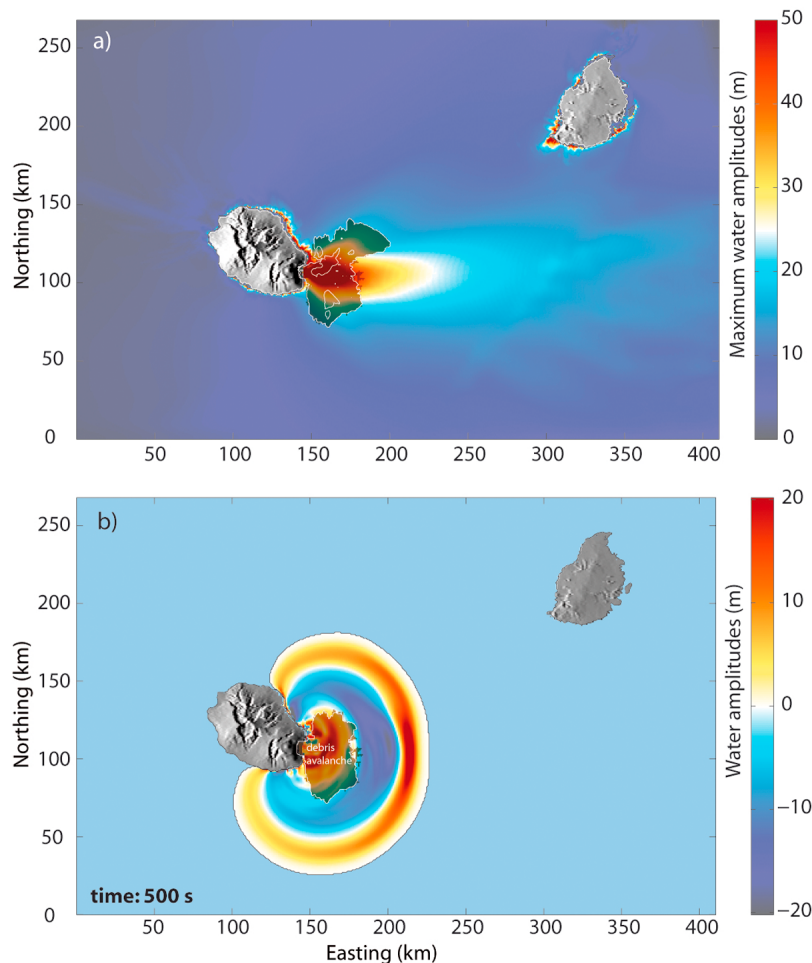 a)
250
200
150
100
50
0
Northing (km)
50 100 150 200 250 300 350 400
50
40
30
20
10
0
Maximum water amplitudes (m)
b)
250
200
150
100
50
0
Northing (km)
debris
avalanche
time: 500 s
50 100 150 200 250 300 350 400
Easting (km)
20
10
0
−10
−20
Water amplitudes (m)